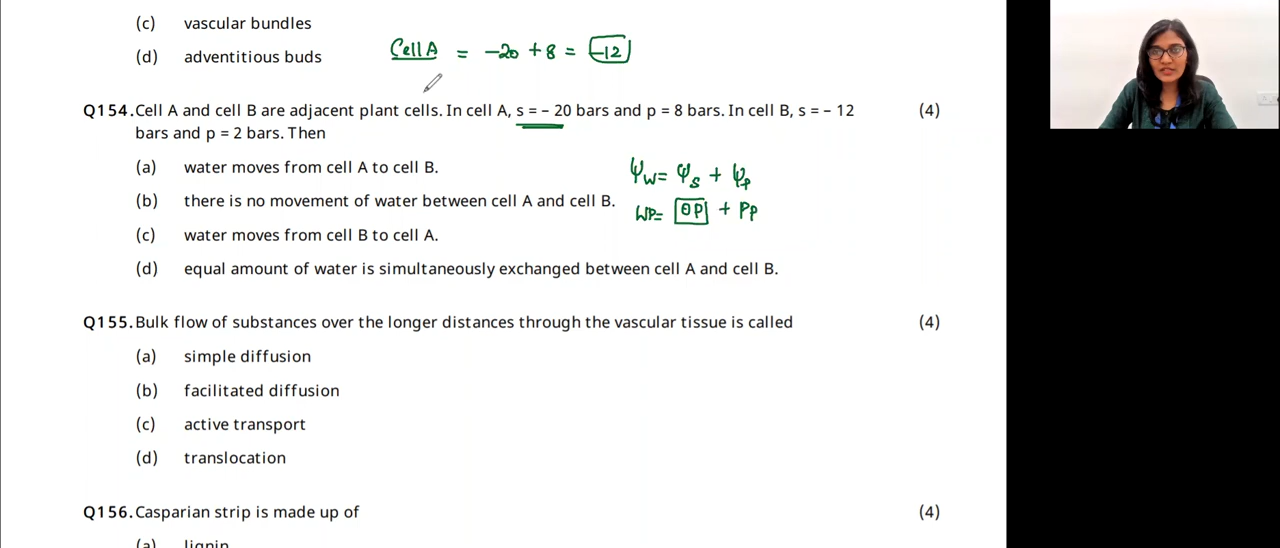 (c) vascular bundles
(d) adventitious buds
Cell A = -20 + 8 = -12
Q154. Cell A and cell B are adjacent plant cells. In cell A, s = – 20 bars and p = 8 bars. In cell B, s = – 12 (4)
bars and p = 2 bars. Then
(a) water moves from cell A to cell B.
ψw = ψs + ψp
(b) there is no movement of water between cell A and cell B.
WP = OP + PP
(c) water moves from cell B to cell A.
(d) equal amount of water is simultaneously exchanged between cell A and cell B.
Q155. Bulk flow of substances over the longer distances through the vascular tissue is called (4)
(a) simple diffusion
(b) facilitated diffusion
(c) active transport
(d) translocation
Q156. Casparian strip is made up of (4)
(a) lignin